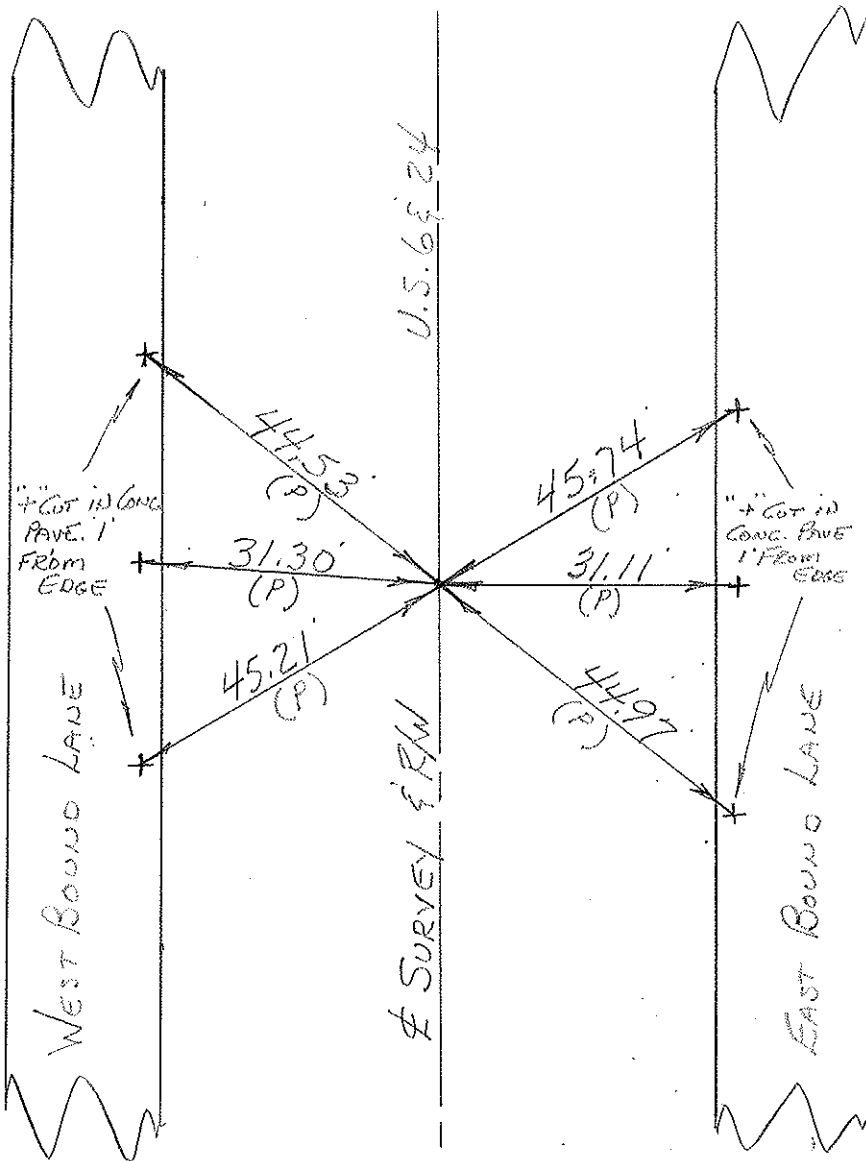 U.S. 6 & 24
44.53'
(P)
45.74'
(P)
"+" CUT IN CONC
PAVE. 1'
FROM
EDGE
31.30'
(P)
31.11'
(P)
"+" CUT IN
CONC. PAVE
1' FROM
EDGE
45.21'
(P)
44.97
(P)
WEST BOUND LANE
℄ SURVEY & R/W
EAST BOUND LANE